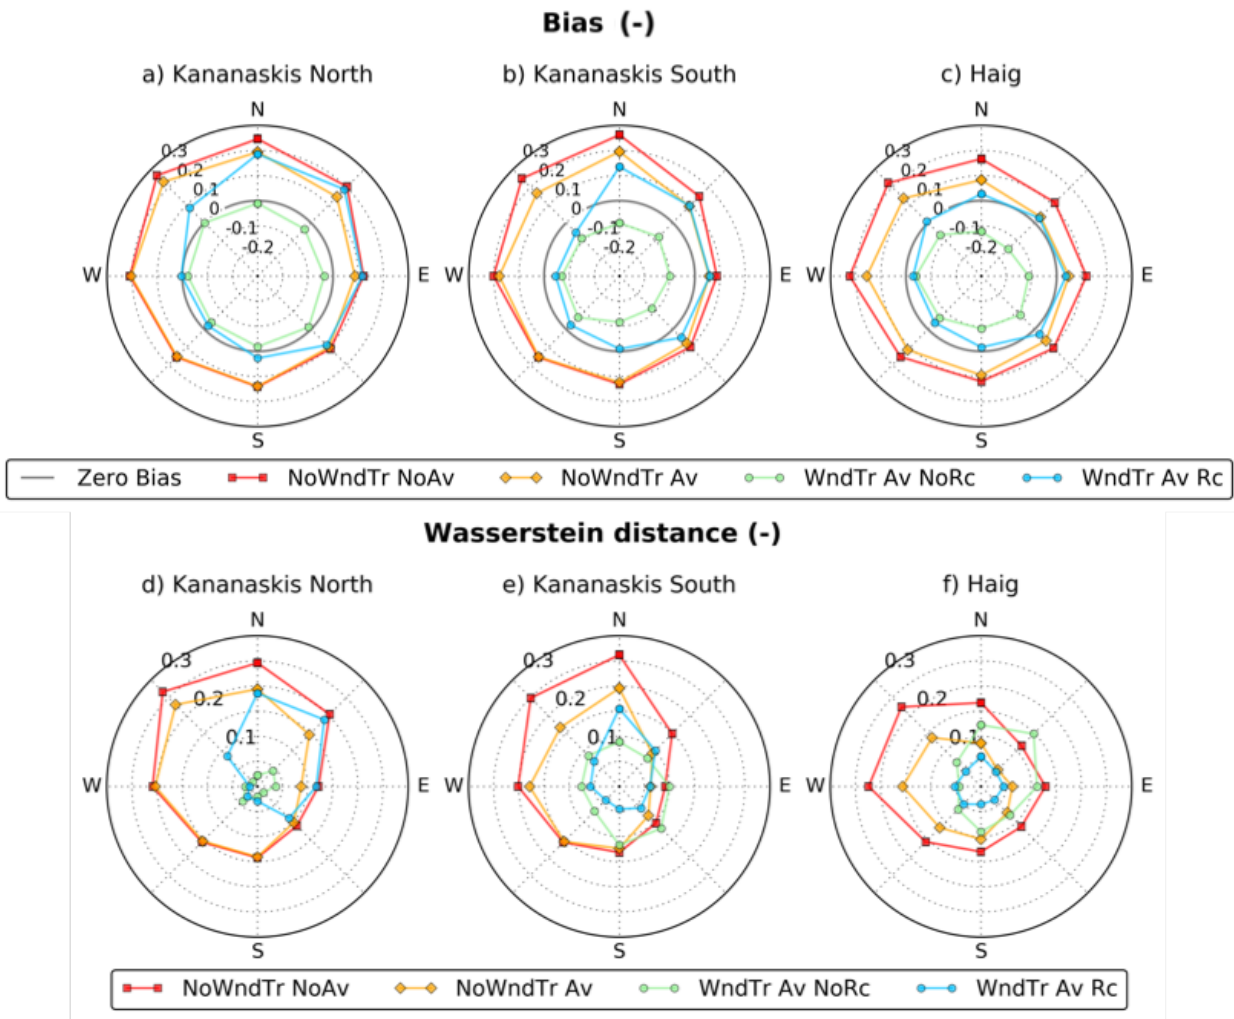 Bias (-)
a) Kananaskis North
b) Kananaskis South
c) Haig
N
0.3
0.2
0.1
0
-0.1
-0.2
W
E
S
N
0.3
0.2
0.1
0
-0.1
-0.2
W
E
S
N
0.3
0.2
0.1
0
-0.1
-0.2
W
E
S
Zero Bias
NoWndTr NoAv
NoWndTr Av
WndTr Av NoRc
WndTr Av Rc
Wasserstein distance (-)
d) Kananaskis North
e) Kananaskis South
f) Haig
N
0.3
0.2
0.1
W
E
S
N
0.3
0.2
0.1
W
E
S
N
0.3
0.2
0.1
W
E
S
NoWndTr NoAv
NoWndTr Av
WndTr Av NoRc
WndTr Av Rc